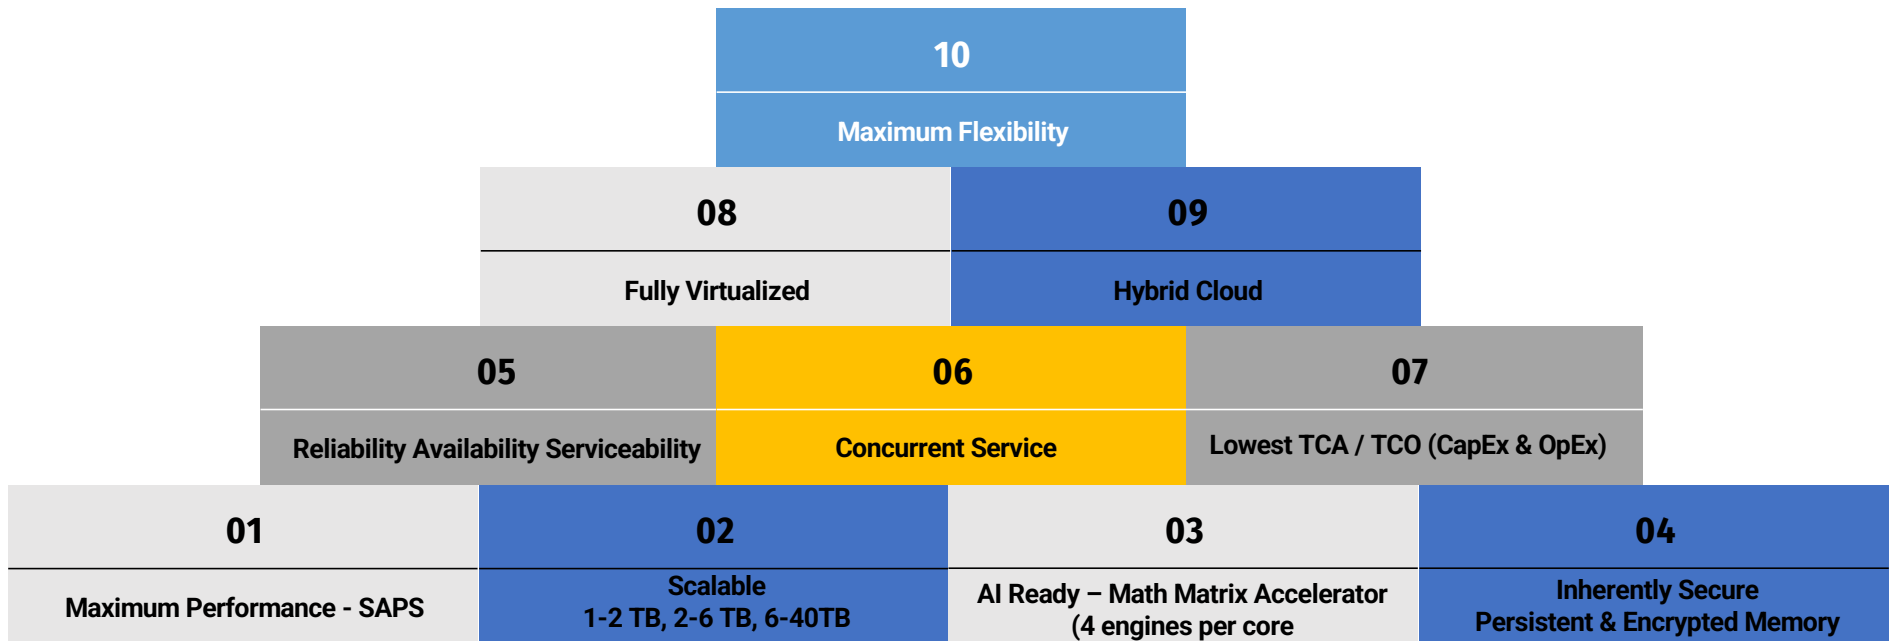 10
Maximum Flexibility
08
Fully Virtualized
09
Hybrid Cloud
05
Reliability Availability Serviceability
06
Concurrent Service
07
Lowest TCA / TCO (CapEx & OpEx)
01
Maximum Performance - SAPS
02
Scalable
1-2 TB, 2-6 TB, 6-40TB
03
AI Ready – Math Matrix Accelerator
(4 engines per core
04
Inherently Secure
Persistent & Encrypted Memory